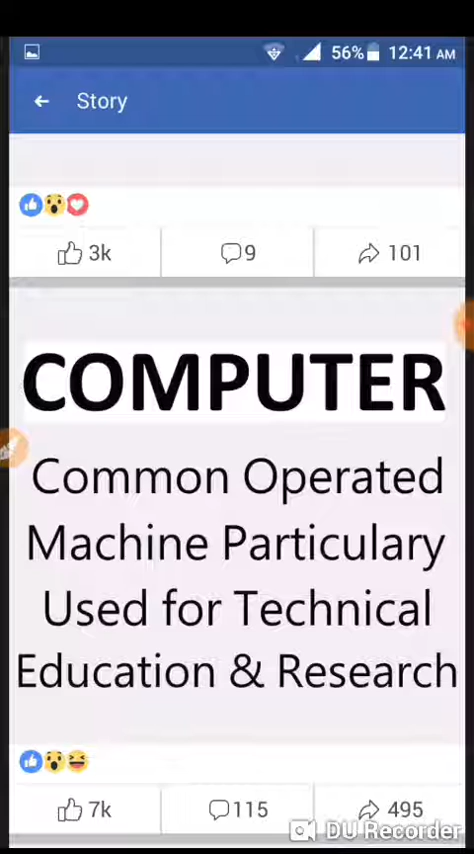 56% 12:41 AM
Story
3k 9 101
COMPUTER
Common Operated
Machine Particulary
Used for Technical
Education & Research
7k 115 495
DU Recorder